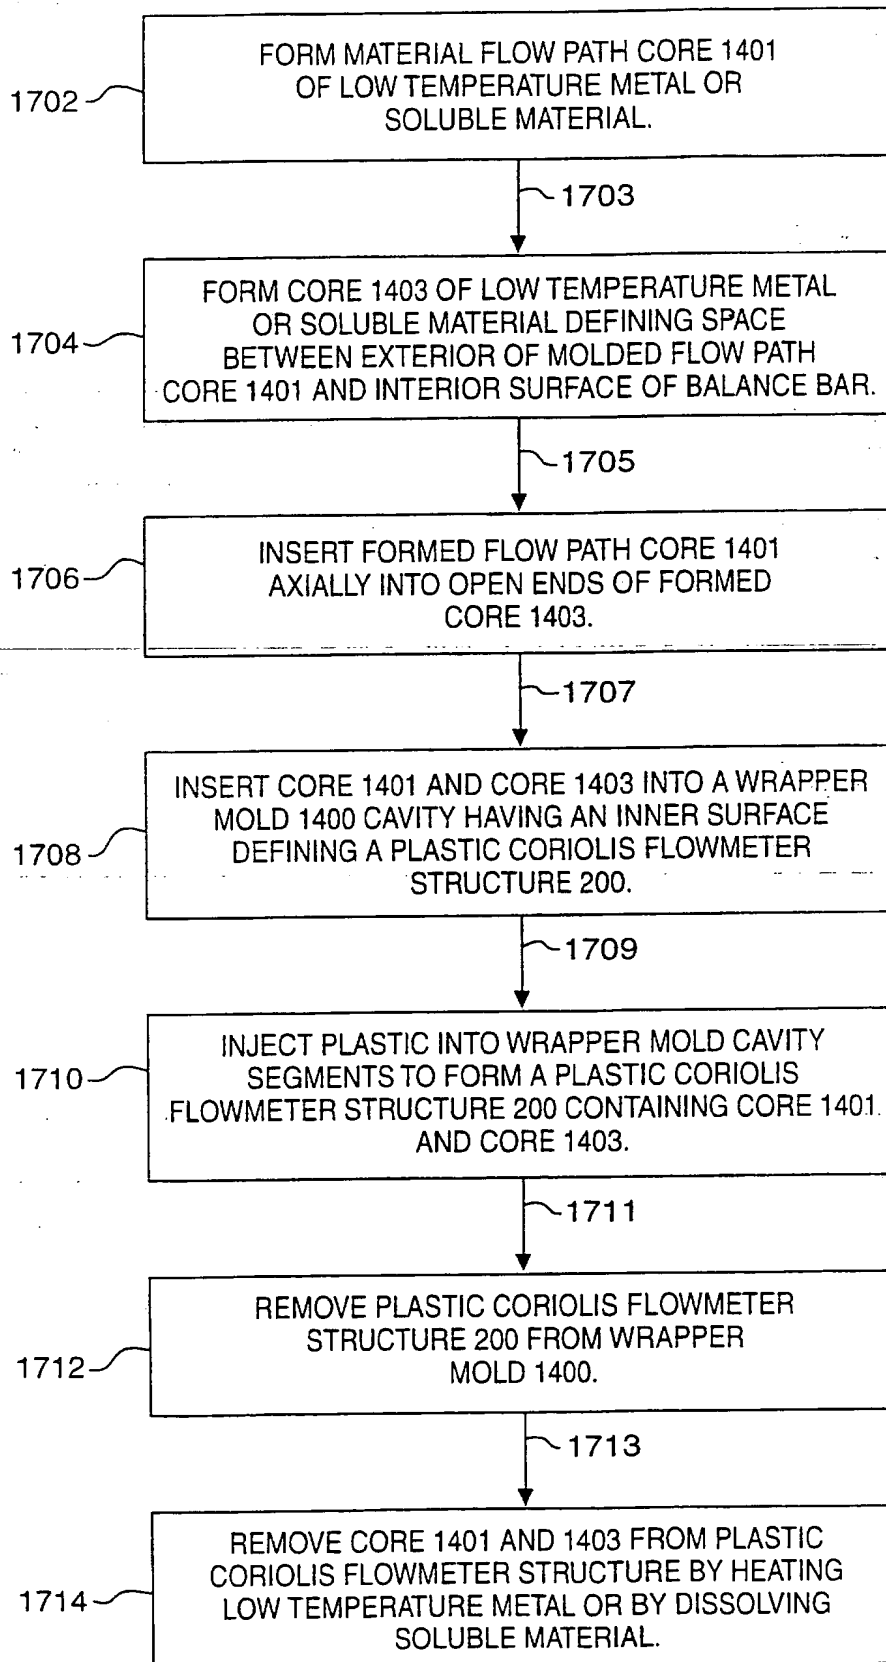 FORM MATERIAL FLOW PATH CORE 1401
OF LOW TEMPERATURE METAL OR
SOLUBLE MATERIAL.
1702
1703
FORM CORE 1403 OF LOW TEMPERATURE METAL
OR SOLUBLE MATERIAL DEFINING SPACE
BETWEEN EXTERIOR OF MOLDED FLOW PATH
CORE 1401 AND INTERIOR SURFACE OF BALANCE BAR.
1704
1705
INSERT FORMED FLOW PATH CORE 1401
AXIALLY INTO OPEN ENDS OF FORMED
CORE 1403.
1706
1707
INSERT CORE 1401 AND CORE 1403 INTO A WRAPPER
MOLD 1400 CAVITY HAVING AN INNER SURFACE
DEFINING A PLASTIC CORIOLIS FLOWMETER
STRUCTURE 200.
1708
1709
INJECT PLASTIC INTO WRAPPER MOLD CAVITY
SEGMENTS TO FORM A PLASTIC CORIOLIS
FLOWMETER STRUCTURE 200 CONTAINING CORE 1401
AND CORE 1403.
1710
1711
REMOVE PLASTIC CORIOLIS FLOWMETER
STRUCTURE 200 FROM WRAPPER
MOLD 1400.
1712
1713
REMOVE CORE 1401 AND 1403 FROM PLASTIC
CORIOLIS FLOWMETER STRUCTURE BY HEATING
LOW TEMPERATURE METAL OR BY DISSOLVING
SOLUBLE MATERIAL.
1714